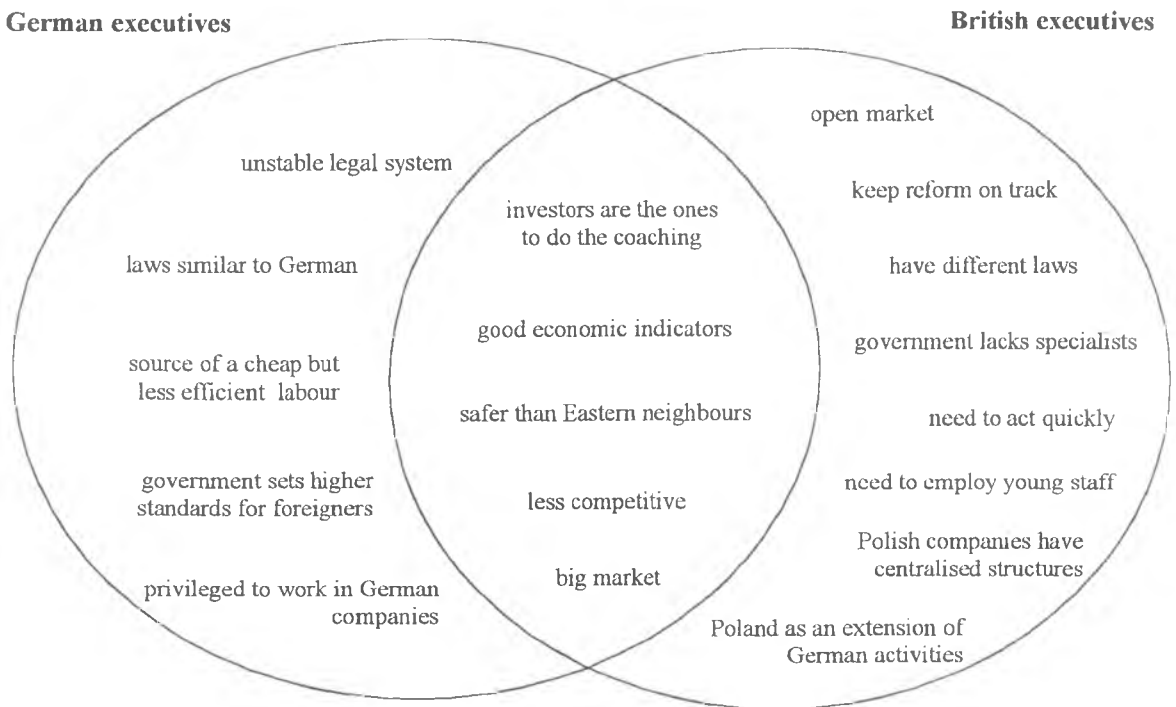 German executives
British executives
unstable legal system
laws similar to German
source of a cheap but
less efficient labour
government sets higher
standards for foreigners
privileged to work in German
companies
investors are the ones
to do the coaching
good economic indicators
safer than Eastern neighbours
less competitive
big market
open market
keep reform on track
have different laws
government lacks specialists
need to act quickly
need to employ young staff
Polish companies have
centralised structures
Poland as an extension of
German activities